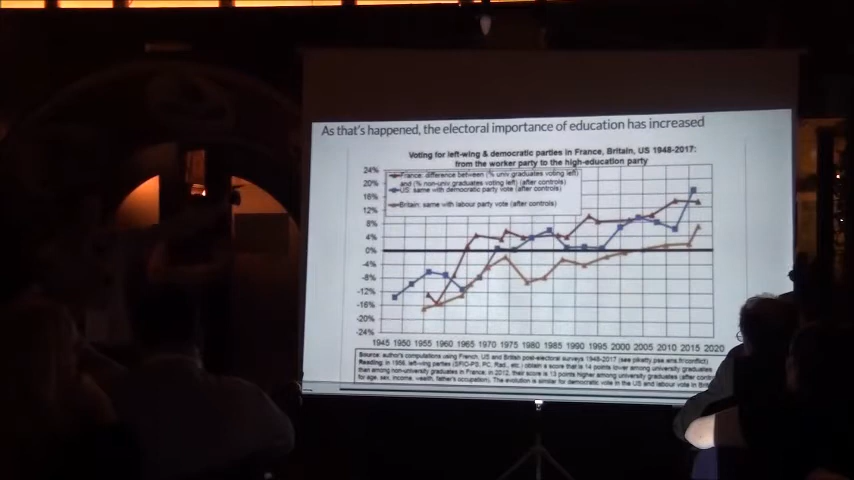 As that's happened, the electoral importance of education has increased
Voting for left-wing & democratic parties in France, Britain, US 1948-2017:
from the worker party to the high-education party
24%
20%
16%
12%
8%
4%
0%
-4%
-8%
-12%
-16%
-20%
-24%
France: difference between (% univ.graduates voting left)
and (% non-univ.graduates voting left) (after controls)
US: same with democratic party vote (after controls)
Britain: same with labour party vote (after controls)
1945 1950 1955 1960 1965 1970 1975 1980 1985 1990 1995 2000 2005 2010 2015 2020
Source: author's computations using French, US and British post-electoral surveys 1948-2017 (see piketty.pse.ens.fr/conflict)
Reading: in 1956, left-wing parties (SFIO-PS, PC, Rad., etc.) obtain a score that is 14 points lower among university graduates
than among non-university graduates in France; in 2012, their score is 13 points higher among university graduates (after
for age, sex, income, wealth, father's occupation). The evolution is similar for democratic vote in the US and labour vote in